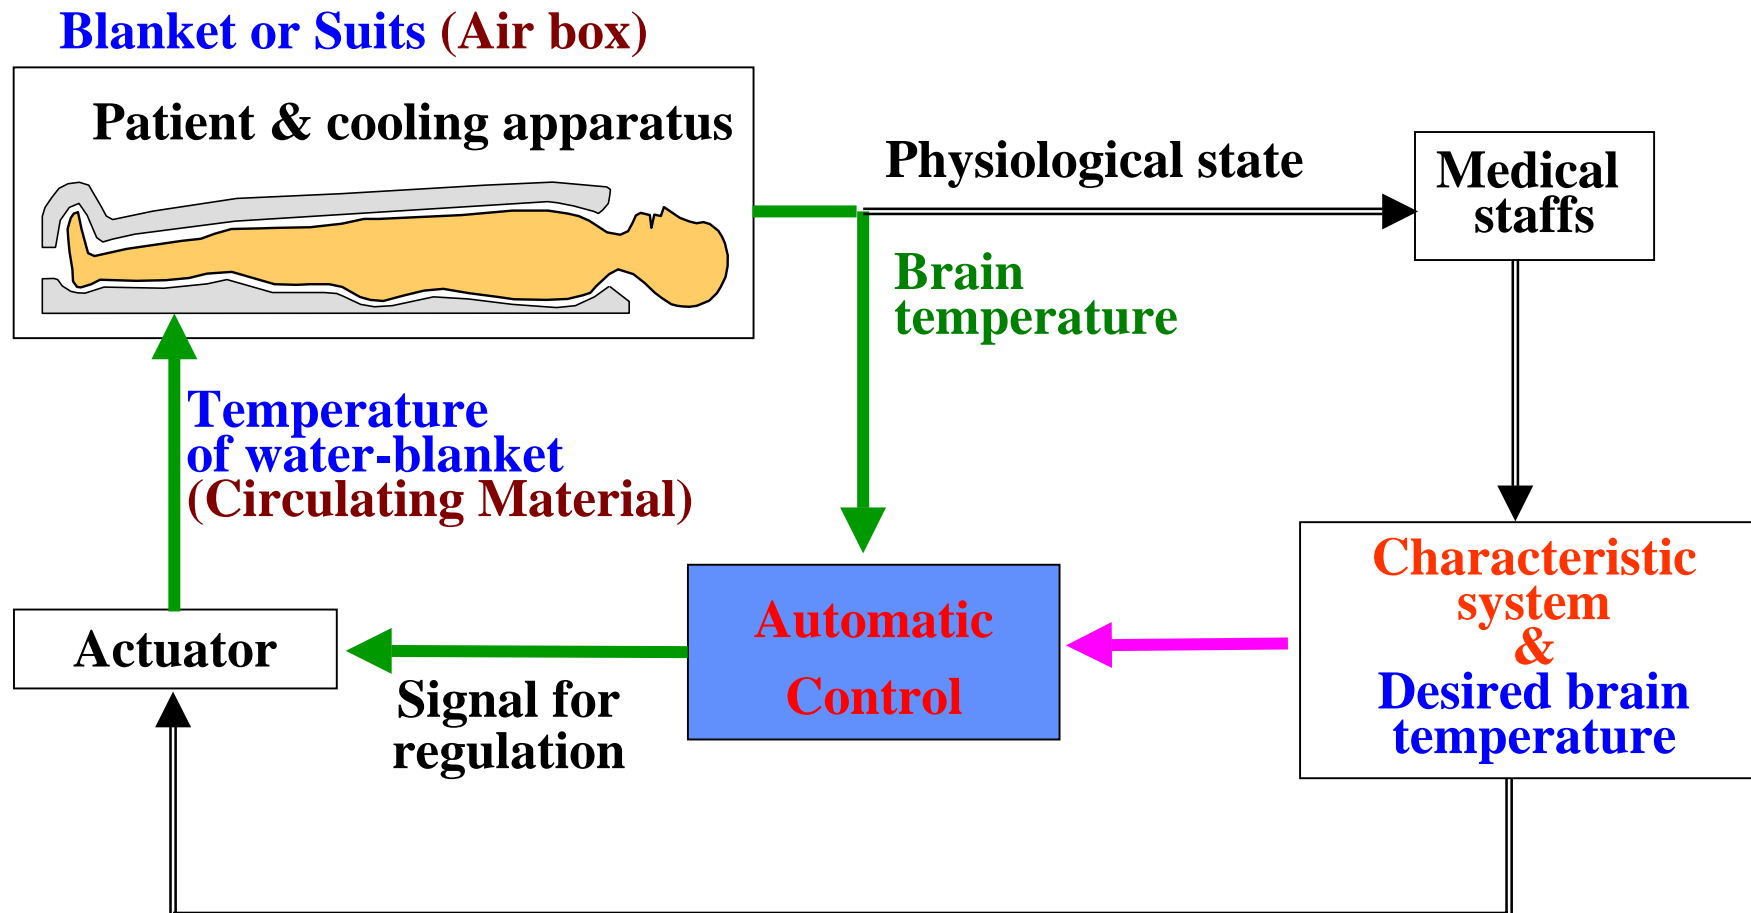 Blanket or Suits (Air box)
Patient & cooling apparatus
Physiological state
Medical
staffs
Brain
temperature
Temperature
of water-blanket
(Circulating Material)
Characteristic
system
&
Desired brain
temperature
Automatic
Control
Actuator
Signal for
regulation